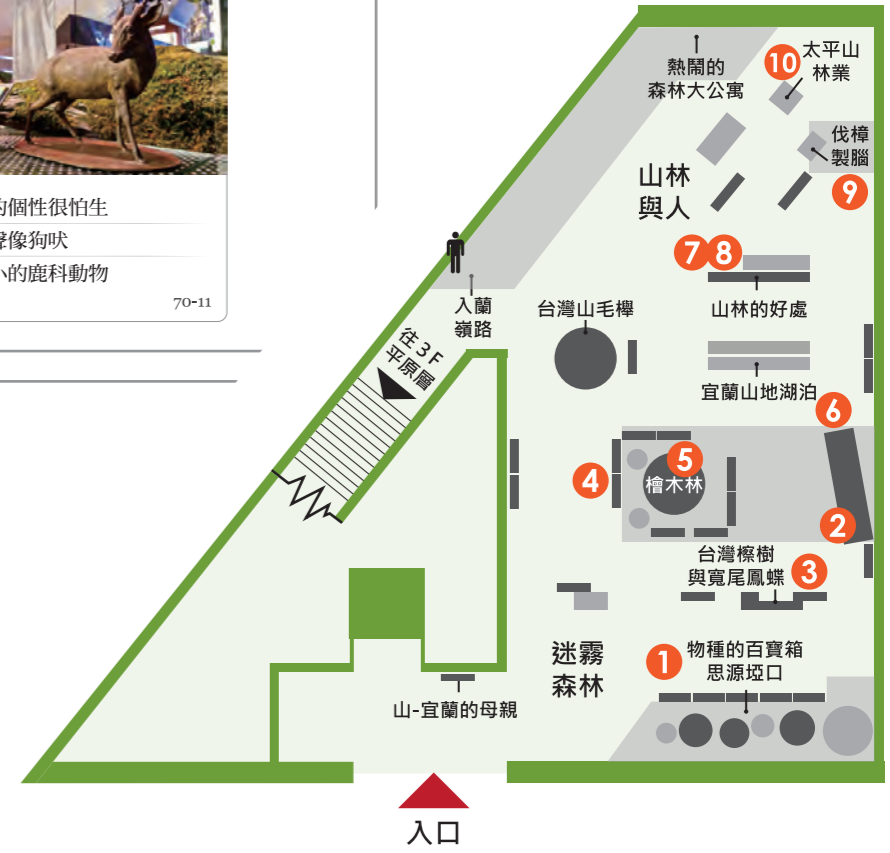 的個性很怕生
聲像狗吠
小的鹿科動物
70-11
熱鬧的
森林大公寓
10
太平山
林業
伐樟
製腦
9
山林
與人
7
8
山林的好處
入蘭
嶺路
台灣山毛櫸
往3F
平原層
宜蘭山地湖泊
6
5
檜木林
4
2
台灣檫樹
與寬尾鳳蝶
3
迷霧
森林
1
物種的百寶箱
思源埡口
山-宜蘭的母親
入口